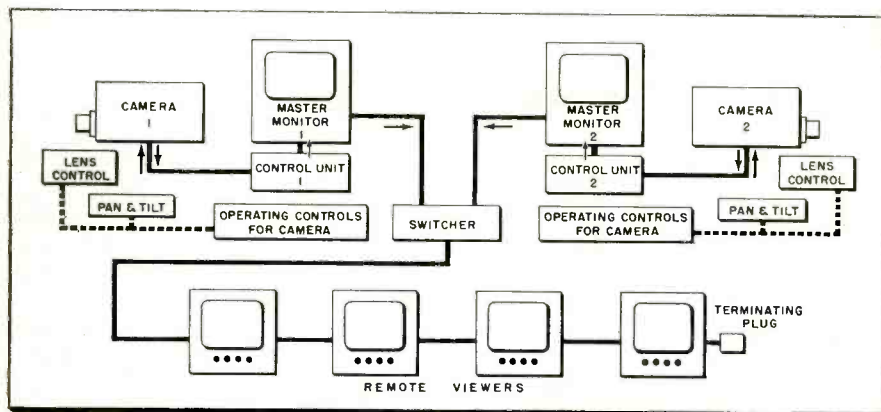 CAMERA
1
MASTER
MONITOR
1
CONTROL UNIT
1
LENS
CONTROL
PAN & TILT
OPERATING CONTROLS
FOR CAMERA
SWITCHER
MASTER
MONITOR
2
CONTROL UNIT
2
CAMERA
2
LENS
CONTROL
PAN & TILT
OPERATING CONTROLS
FOR CAMERA
TERMINATING
PLUG
REMOTE VIEWERS